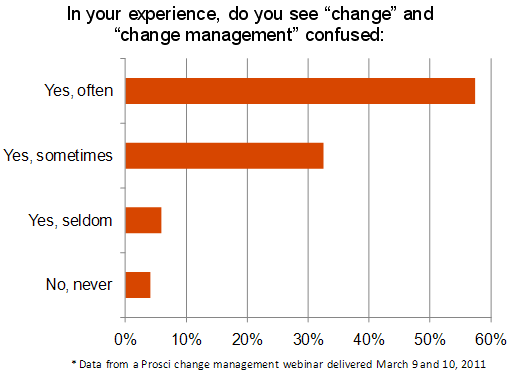 In your experience, do you see “change” and
“change management” confused:
Yes, often
Yes, sometimes
Yes, seldom
No, never
0% 10% 20% 30% 40% 50% 60%
* Data from a Prosci change management webinar delivered March 9 and 10, 2011